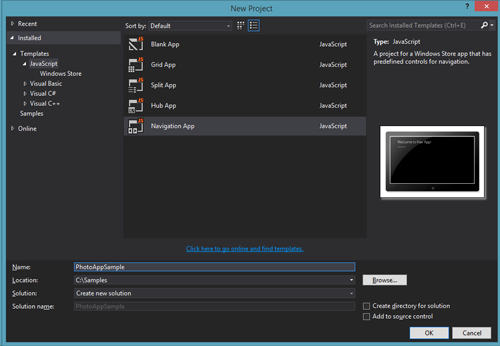 New Project
Recent
Installed
Sort by: Default
Search Installed Templates (Ctrl+E)
Templates
JavaScript
Windows Store
Visual Basic
Visual C#
Visual C++
Samples
Online
Blank App JavaScript
Grid App JavaScript
Split App JavaScript
Hub App JavaScript
Navigation App JavaScript
Type: JavaScript
A project for a Windows Store app that
has predefined controls for navigation.
Welcome to Nav App!
Click here to go online and find templates.
Name: PhotoAppSample
Location: C:\Samples Browse...
Solution: Create new solution
Solution name: PhotoAppSample
Create directory for solution
Add to source control
OK Cancel